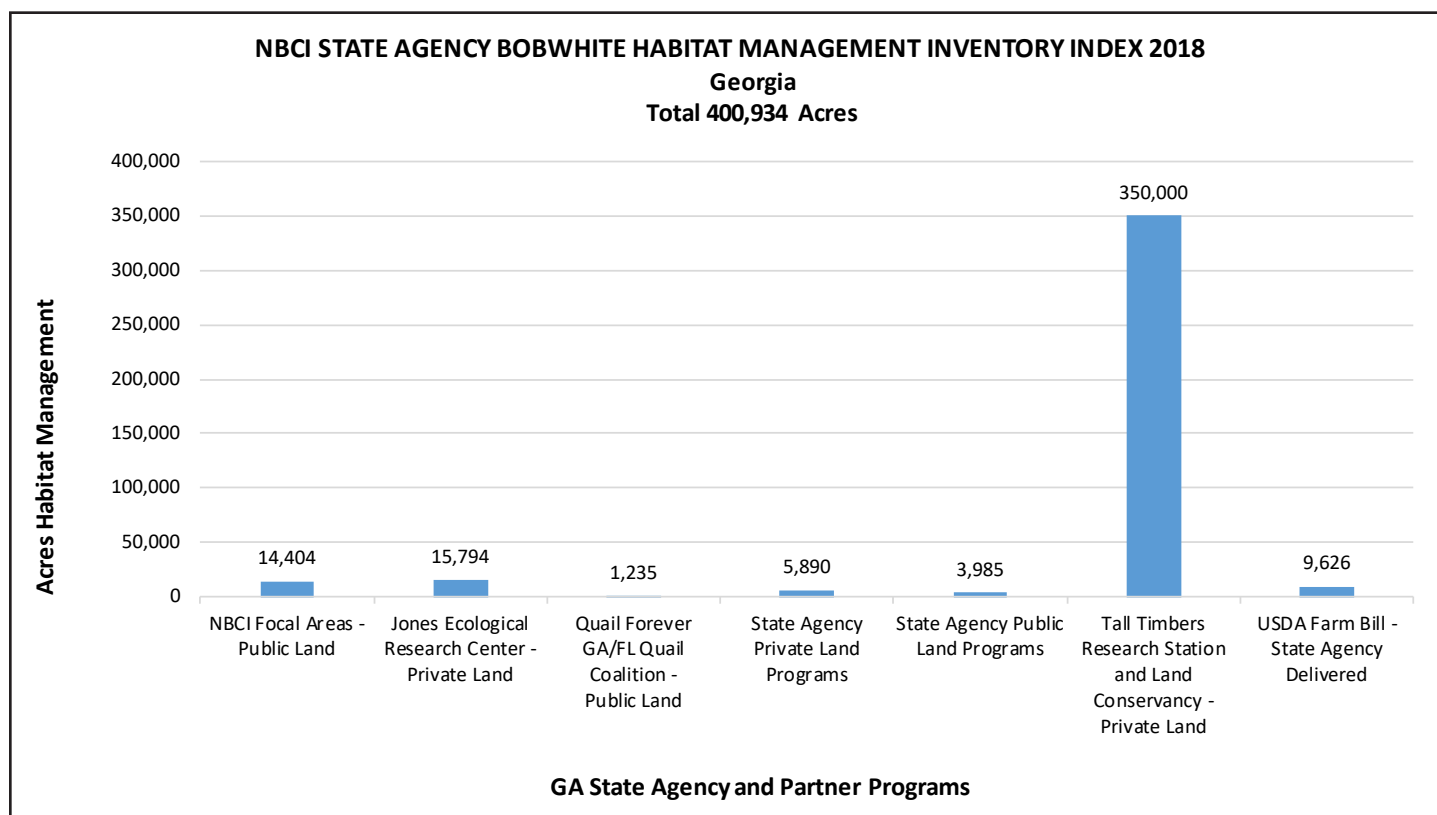 NBCI STATE AGENCY BOBWHITE HABITAT MANAGEMENT INVENTORY INDEX 2018
Georgia
Total 400,934 Acres
Acres Habitat Management
400,000
350,000
300,000
250,000
200,000
150,000
100,000
50,000
0
14,404
15,794
1,235
5,890
3,985
350,000
9,626
NBCI Focal Areas -
Public Land
Jones Ecological
Research Center -
Private Land
Quail Forever
GA/FL Quail
Coalition -
Public Land
State Agency
Private Land
Programs
State Agency Public
Land Programs
Tall Timbers
Research Station
and Land
Conservancy -
Private Land
USDA Farm Bill -
State Agency
Delivered
GA State Agency and Partner Programs